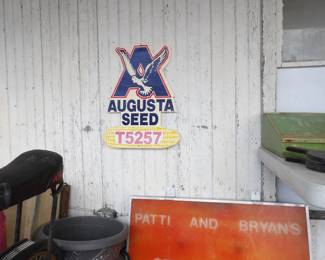 A
AUGUSTA
SEED
T5257
PATTI AND BRYAN'S